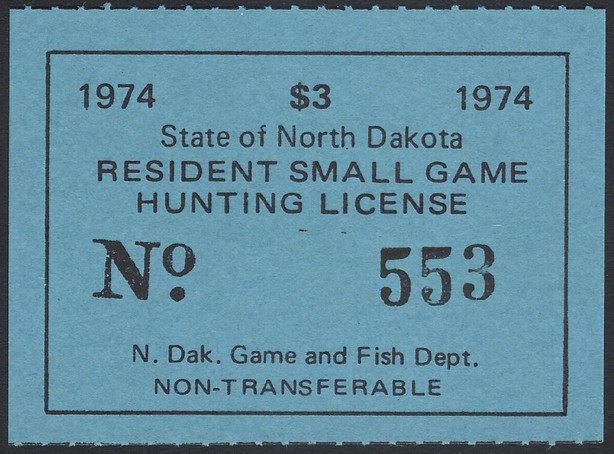 1974 $3 1974
State of North Dakota
RESIDENT SMALL GAME
HUNTING LICENSE
No. 553
N. Dak. Game and Fish Dept.
NON-TRANSFERABLE